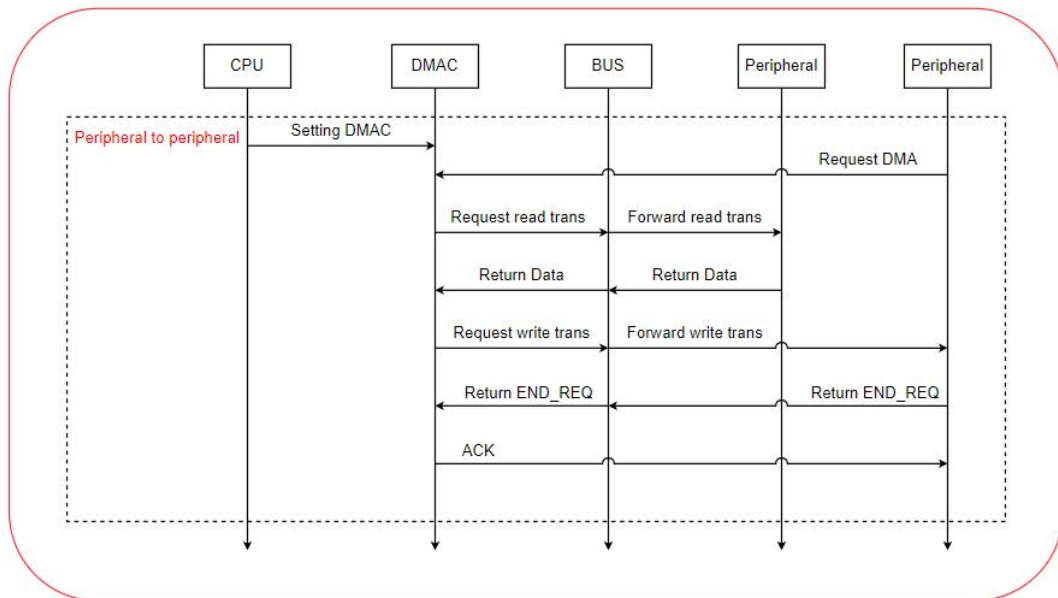 CPU
DMAC
BUS
Peripheral
Peripheral
Peripheral to peripheral
Setting DMAC
Request DMA
Request read trans
Forward read trans
Return Data
Return Data
Request write trans
Forward write trans
Return END_REQ
Return END_REQ
ACK